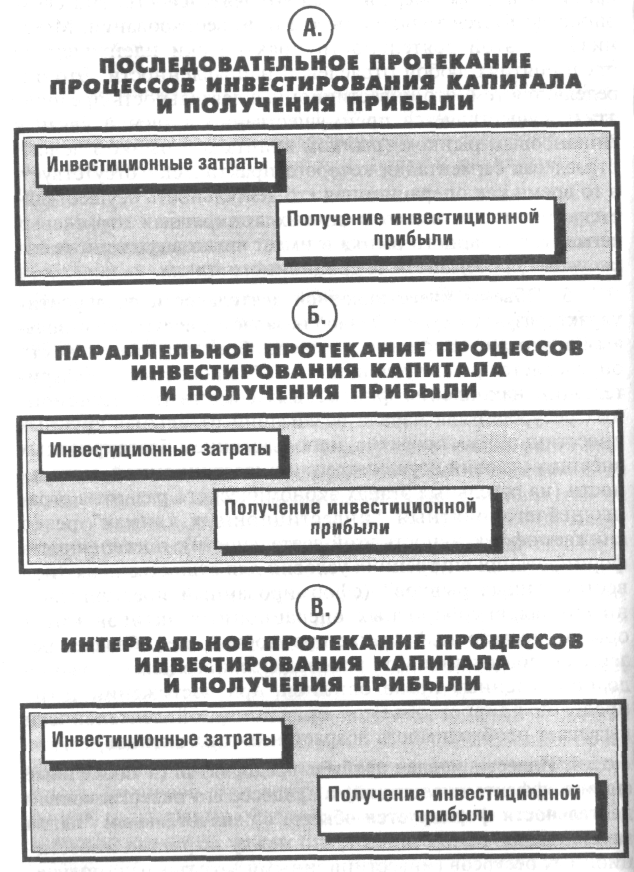 А.
ПОСЛЕДОВАТЕЛЬНОЕ ПРОТЕКАНИЕ
ПРОЦЕССОВ ИНВЕСТИРОВАНИЯ КАПИТАЛА
И ПОЛУЧЕНИЯ ПРИБЫЛИ
Инвестиционные затраты
Получение инвестиционной
прибыли
Б.
ПАРАЛЛЕЛЬНОЕ ПРОТЕКАНИЕ ПРОЦЕССОВ
ИНВЕСТИРОВАНИЯ КАПИТАЛА
И ПОЛУЧЕНИЯ ПРИБЫЛИ
Инвестиционные затраты
Получение инвестиционной
прибыли
В.
ИНТЕРВАЛЬНОЕ ПРОТЕКАНИЕ ПРОЦЕССОВ
ИНВЕСТИРОВАНИЯ КАПИТАЛА
И ПОЛУЧЕНИЯ ПРИБЫЛИ
Инвестиционные затраты
Получение инвестиционной
прибыли